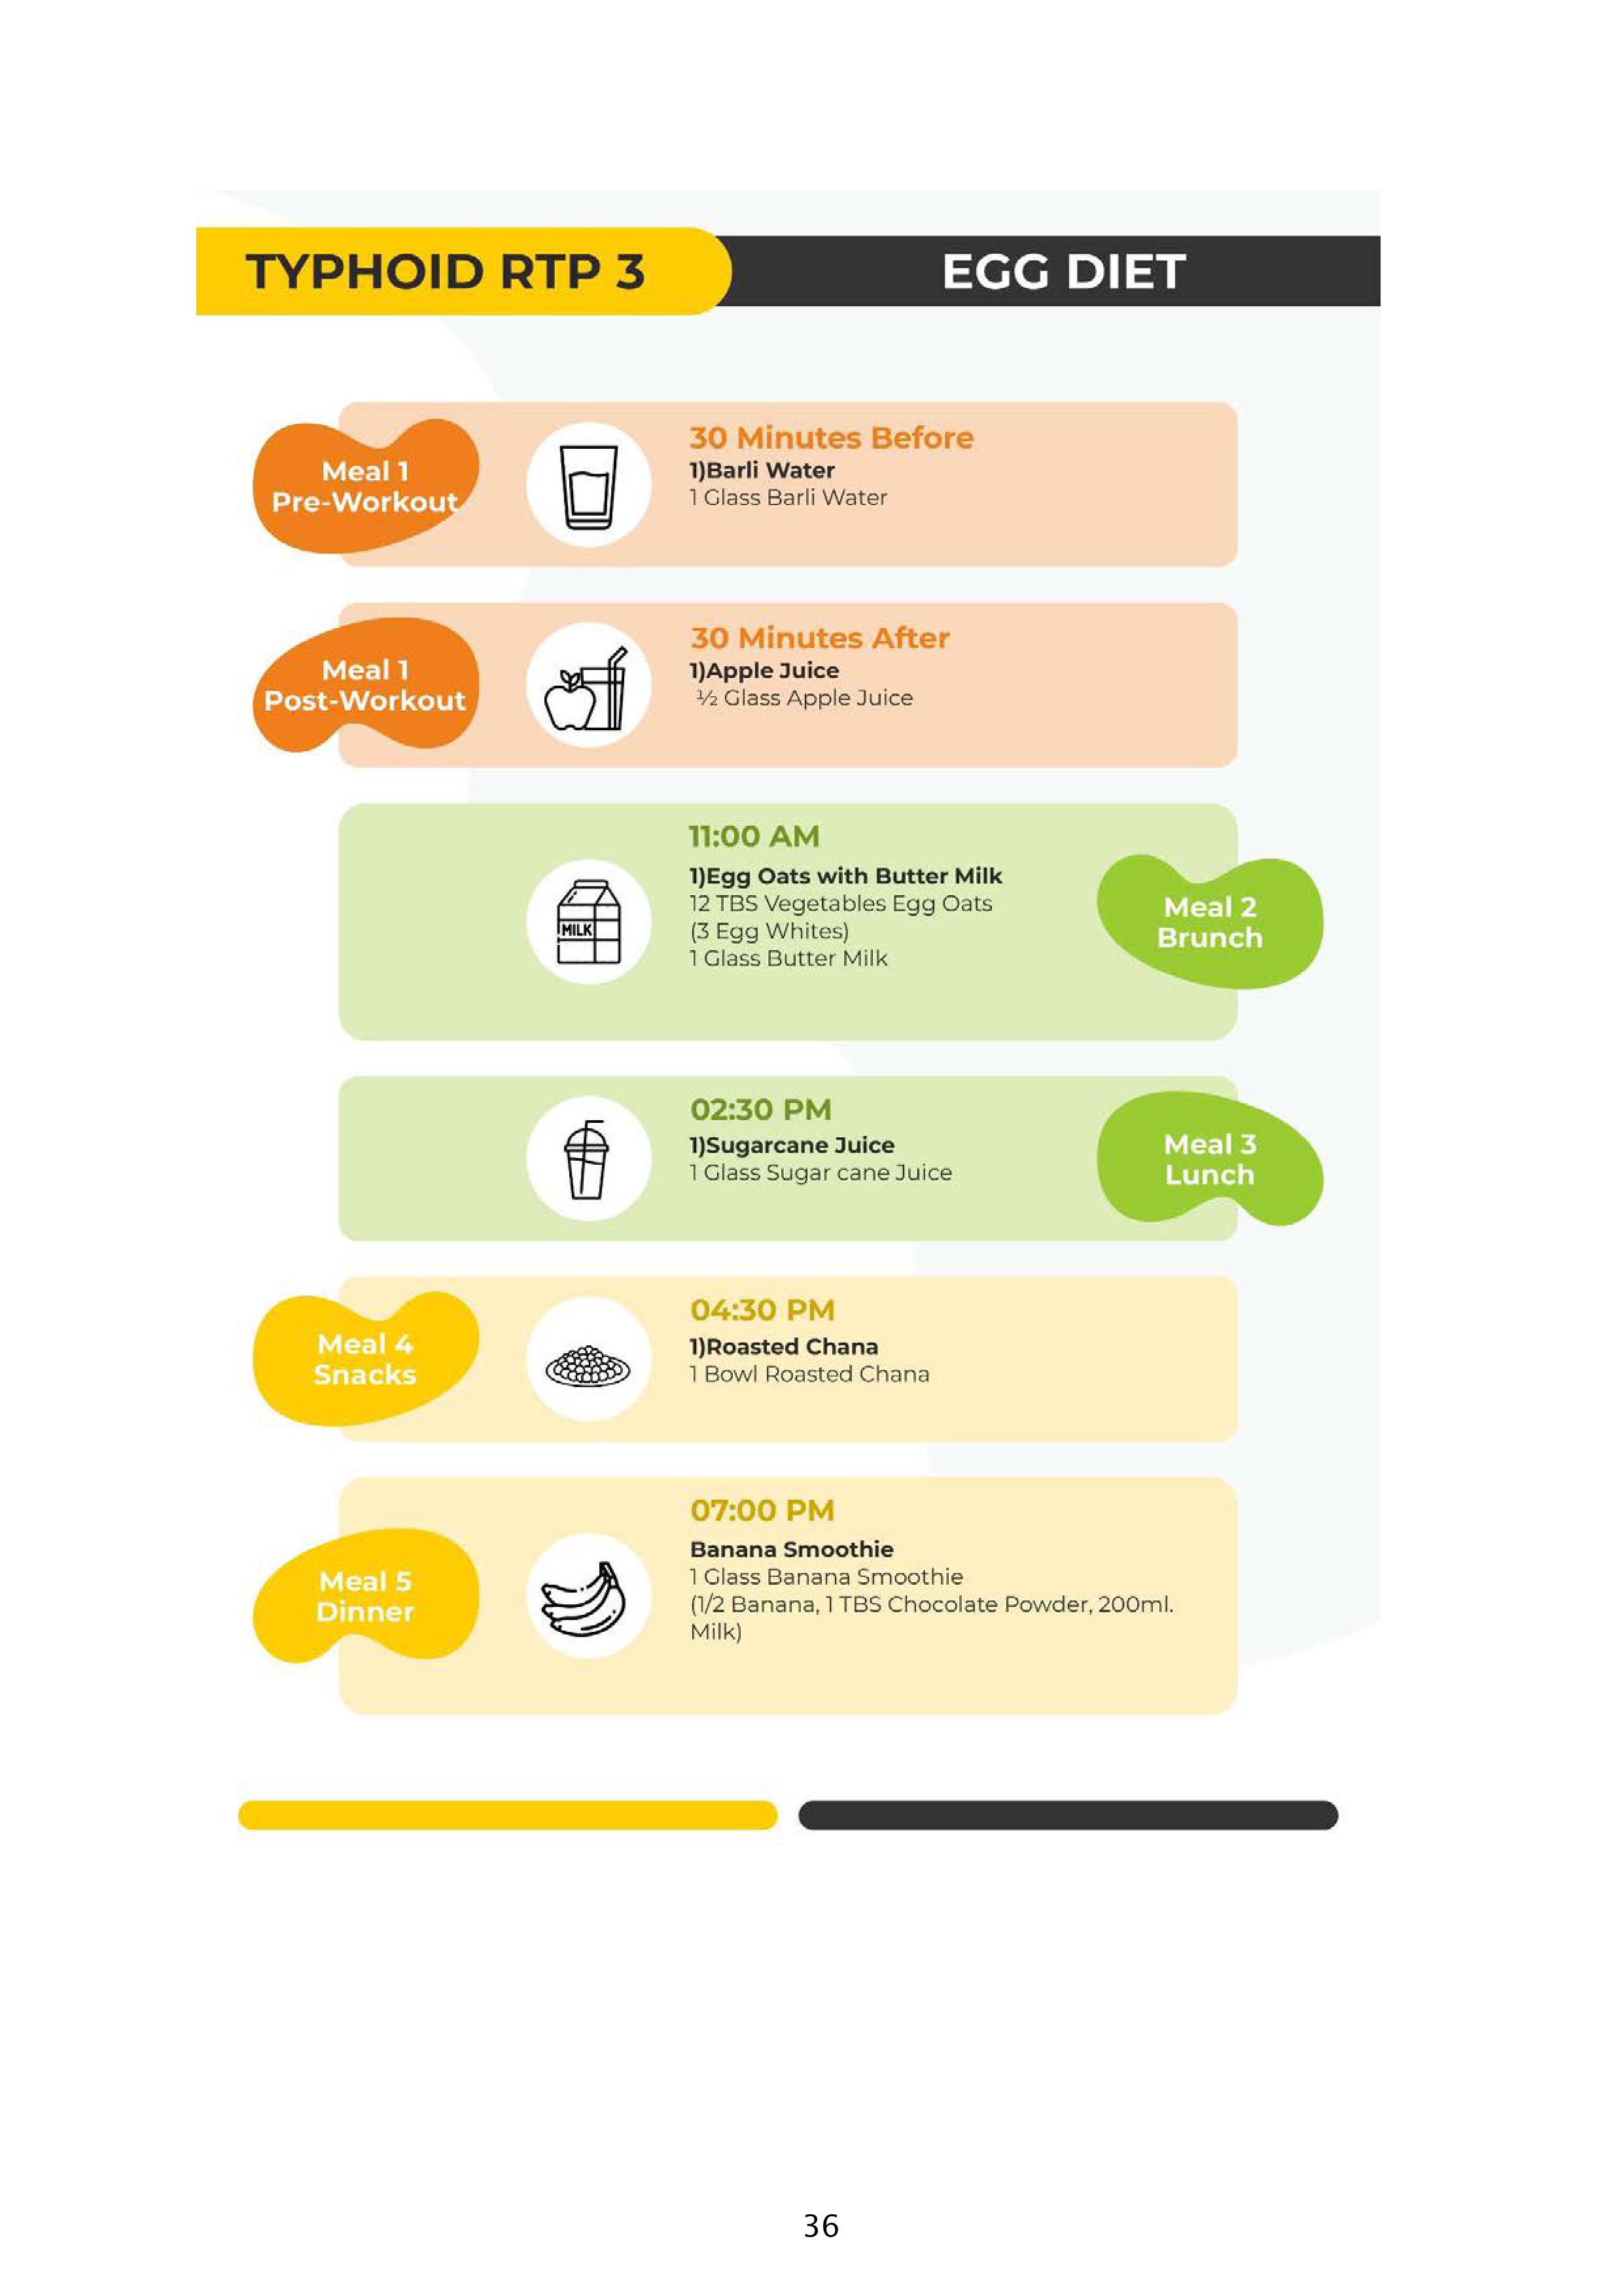 TYPHOID RTP 3
EGG DIET
Meal 1
Pre-Workout
30 Minutes Before
1)Barli Water
1 Glass Barli Water
Meal 1
Post-Workout
30 Minutes After
1)Apple Juice
½ Glass Apple Juice
11:00 AM
1)Egg Oats with Butter Milk
12 TBS Vegetables Egg Oats
(3 Egg Whites)
1 Glass Butter Milk
MILK
Meal 2
Brunch
02:30 PM
1)Sugarcane Juice
1 Glass Sugar cane Juice
Meal 3
Lunch
Meal 4
Snacks
04:30 PM
1)Roasted Chana
1 Bowl Roasted Chana
Meal 5
Dinner
07:00 PM
Banana Smoothie
1 Glass Banana Smoothie
(1/2 Banana, 1 TBS Chocolate Powder, 200ml.
Milk)
36